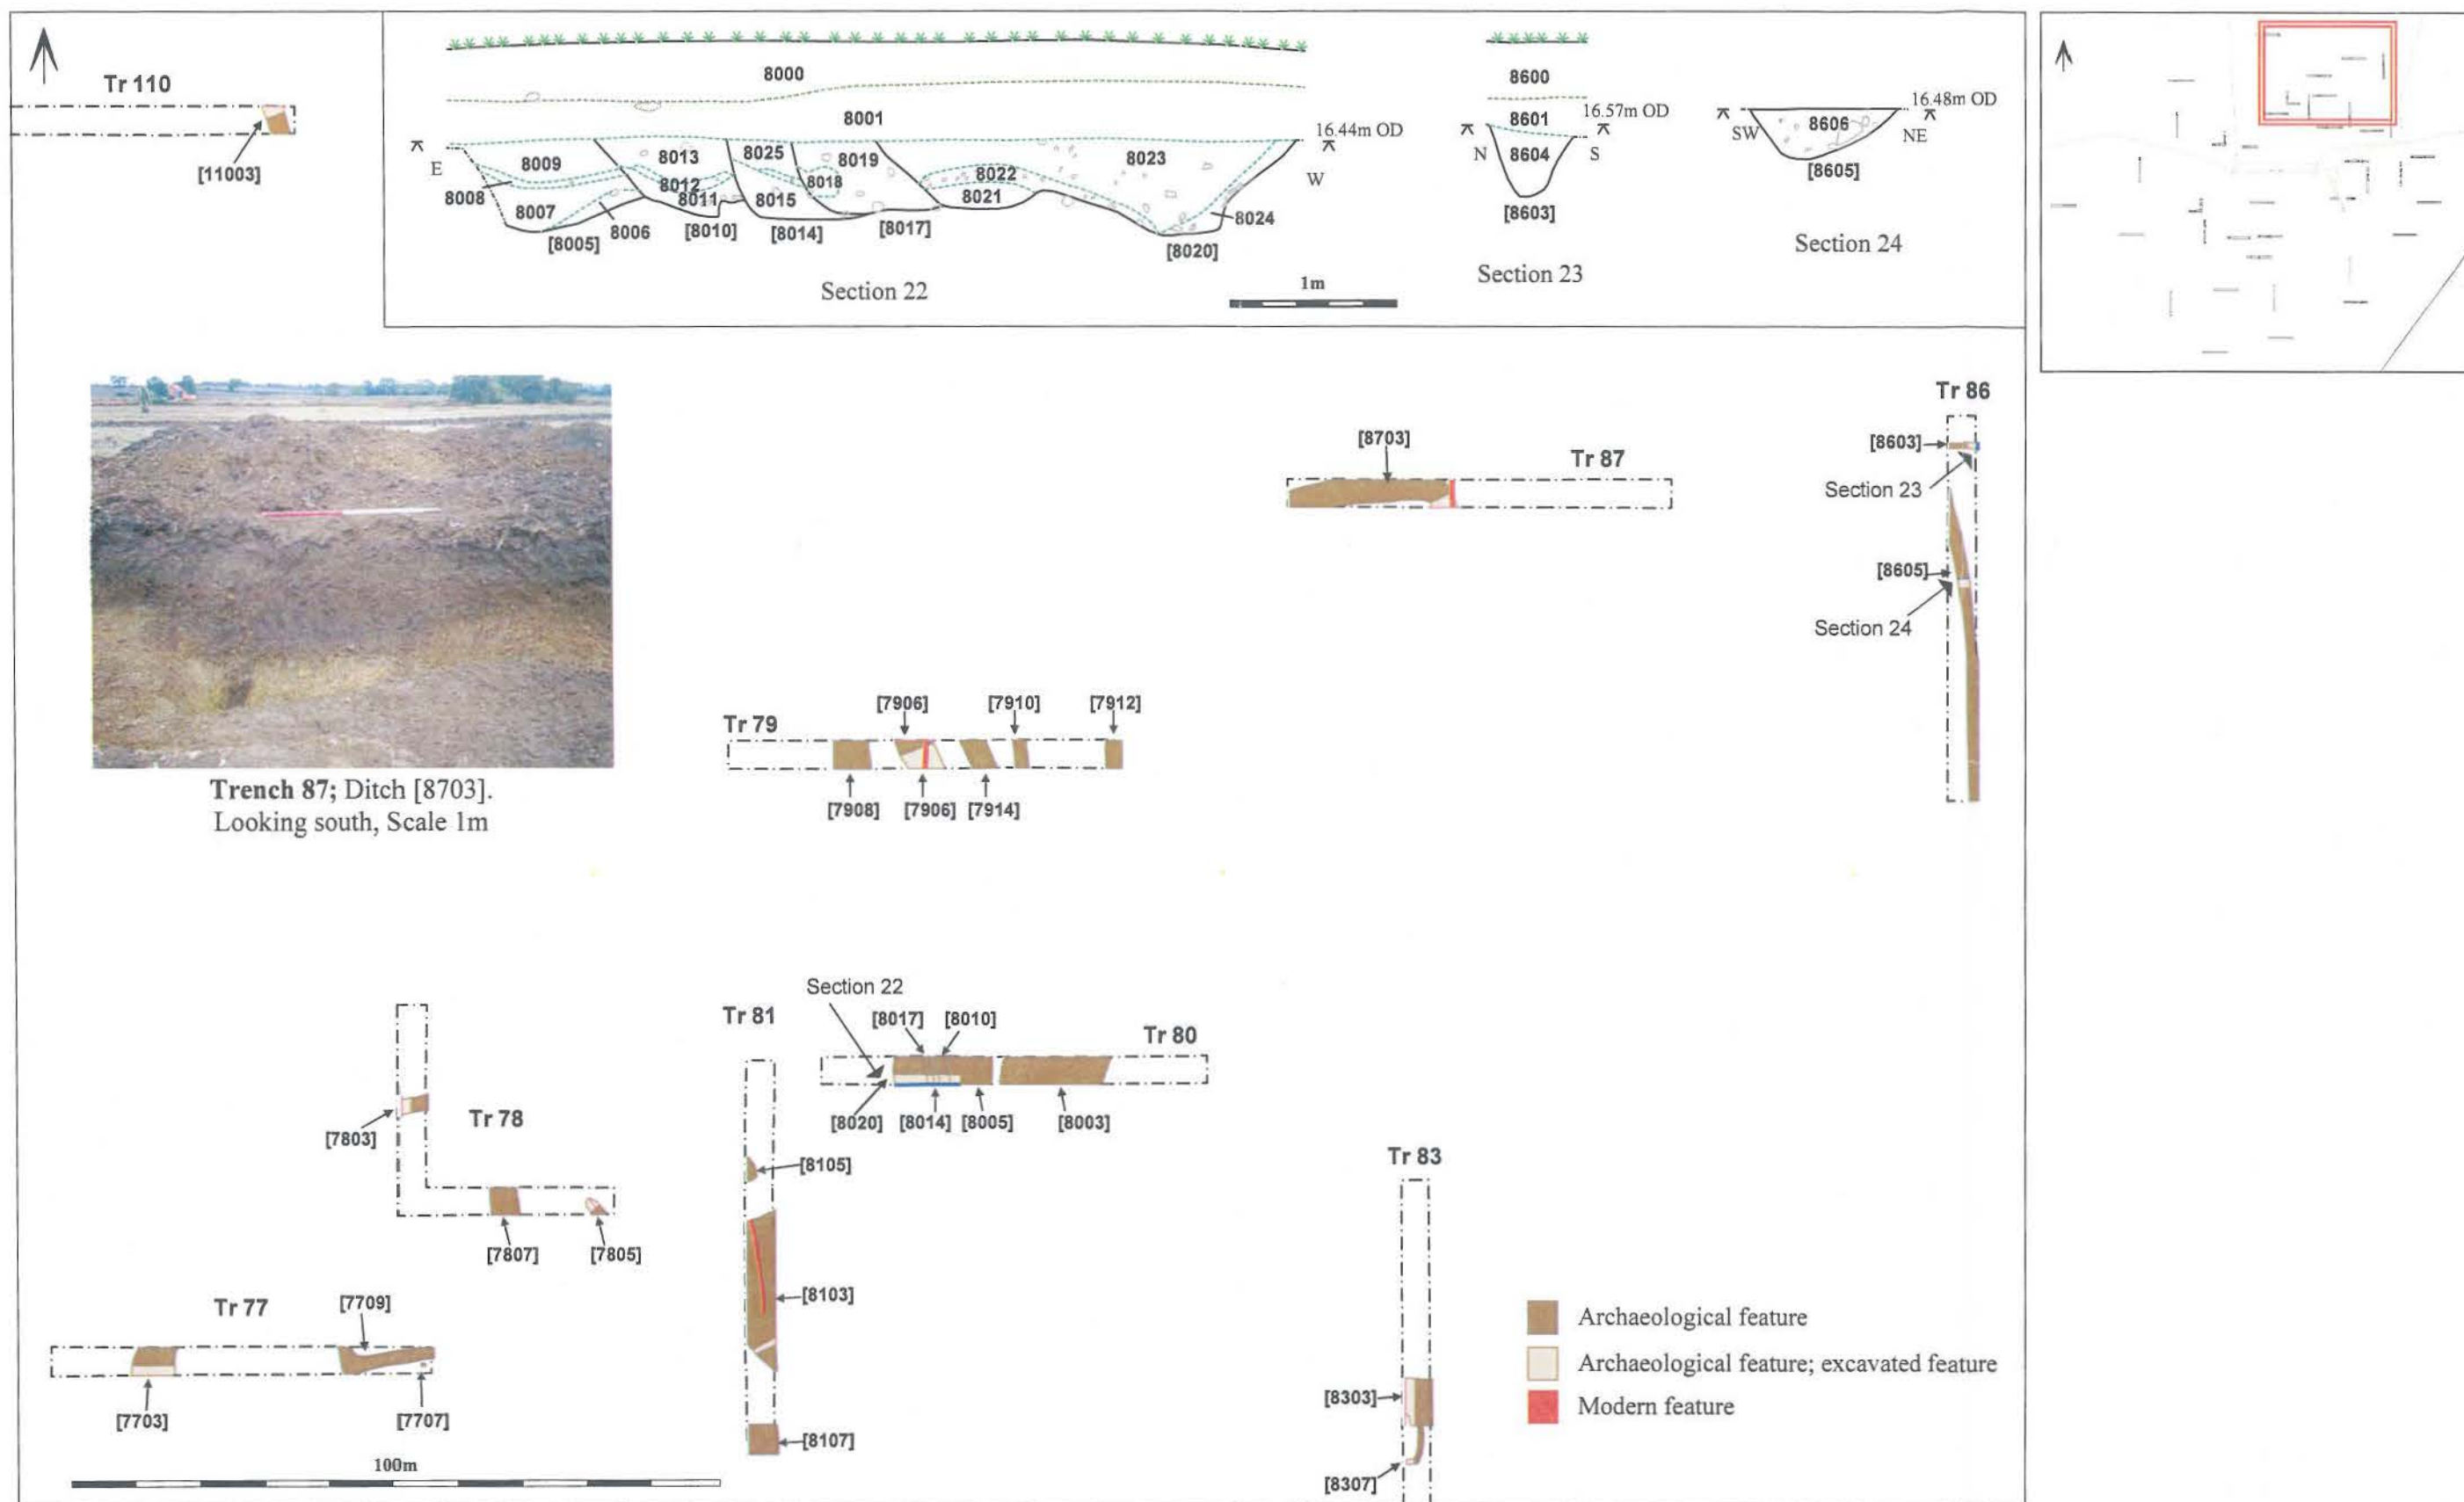 Tr 110
[11003]
8000
8001
8009
8013
8025
8019
8023
8008
8012
8018
8022
8007
8011
8015
8021
8024
8006
[8005]
[8010]
[8014]
[8017]
[8020]
E
W
16.44m OD
Section 22
1m
8600
8601
16.57m OD
N
8604
S
[8603]
Section 23
16.48m OD
SW
8606
NE
[8605]
Section 24
Trench 87; Ditch [8703].
Looking south, Scale 1m
[8703]
Tr 87
Tr 86
[8603]
Section 23
[8605]
Section 24
Tr 79
[7906]
[7910]
[7912]
[7908]
[7906]
[7914]
Section 22
[8017]
[8010]
Tr 80
[8020]
[8014]
[8005]
[8003]
Tr 81
[8105]
[8103]
[8107]
[7803]
Tr 78
[7807]
[7805]
Tr 77
[7709]
[7703]
[7707]
100m
Tr 83
[8303]
[8307]
Archaeological feature
Archaeological feature; excavated feature
Modern feature